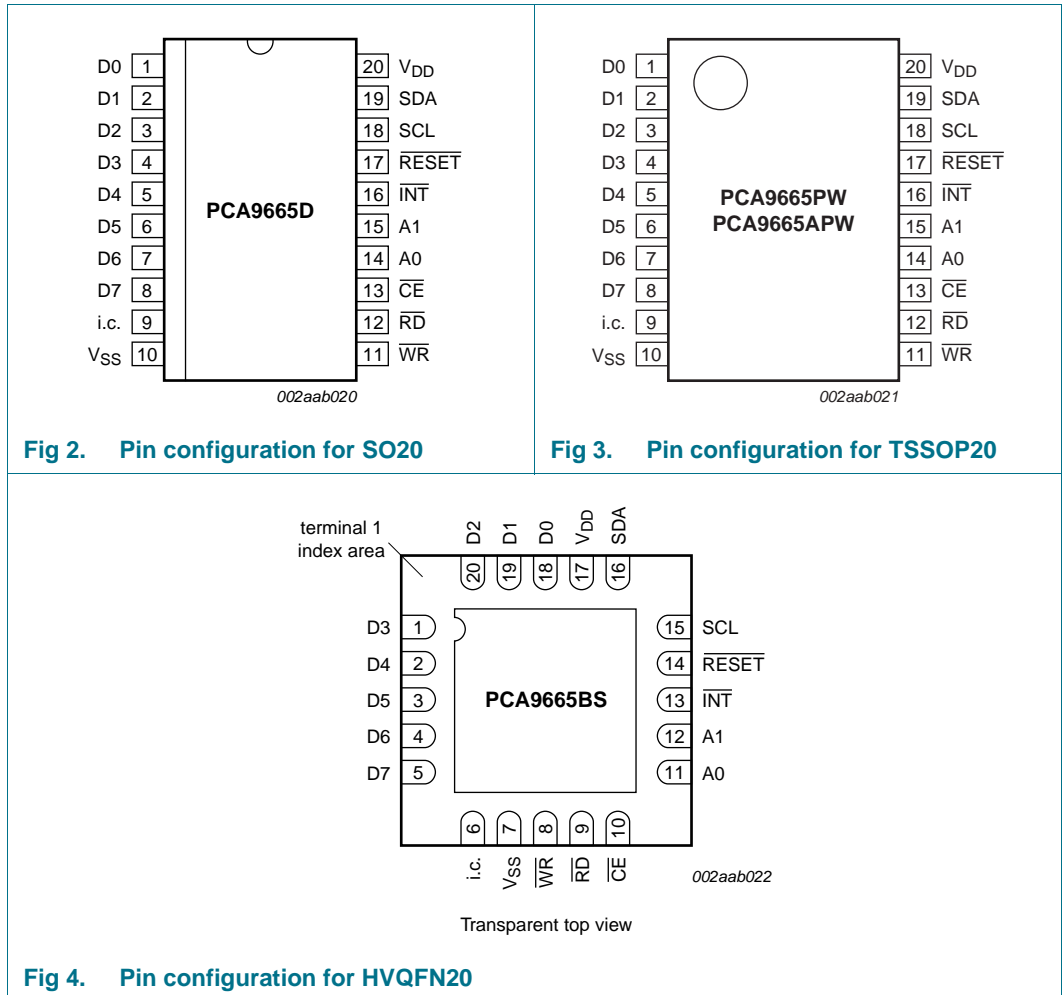 D0 1 20 VDD
D1 2 19 SDA
D2 3 18 SCL
D3 4 17 RESET
D4 5 16 INT
D5 6 15 A1
D6 7 14 A0
D7 8 13 CE
i.c. 9 12 RD
VSS 10 11 WR
PCA9665D
002aab020
Fig 2. Pin configuration for SO20
D0 1 20 VDD
D1 2 19 SDA
D2 3 18 SCL
D3 4 17 RESET
D4 5 16 INT
D5 6 15 A1
D6 7 14 A0
D7 8 13 CE
i.c. 9 12 RD
VSS 10 11 WR
PCA9665PW
PCA9665APW
002aab021
Fig 3. Pin configuration for TSSOP20
terminal 1
index area
D2 D1 D0 VDD SDA
20 19 18 17 16
D3 1 15 SCL
D4 2 14 RESET
D5 3 PCA9665BS 13 INT
D6 4 12 A1
D7 5 11 A0
6 7 8 9 10
i.c. VSS WR RD CE
002aab022
Transparent top view
Fig 4. Pin configuration for HVQFN20